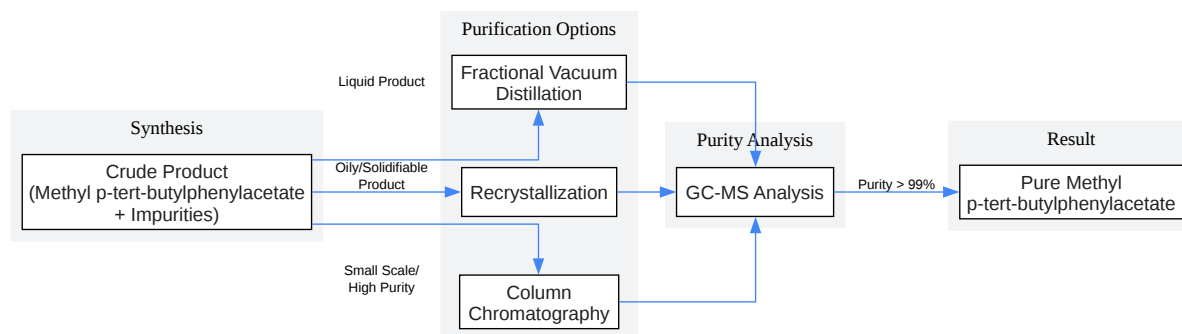 Synthesis
Crude Product
(Methyl p-tert-butylphenylacetate
+ Impurities)
Liquid Product
Oily/Solidifiable
Product
Small Scale/
High Purity
Purification Options
Fractional Vacuum
Distillation
Recrystallization
Column
Chromatography
Purity Analysis
GC-MS Analysis
Purity > 99%
Result
Pure Methyl
p-tert-butylphenylacetate